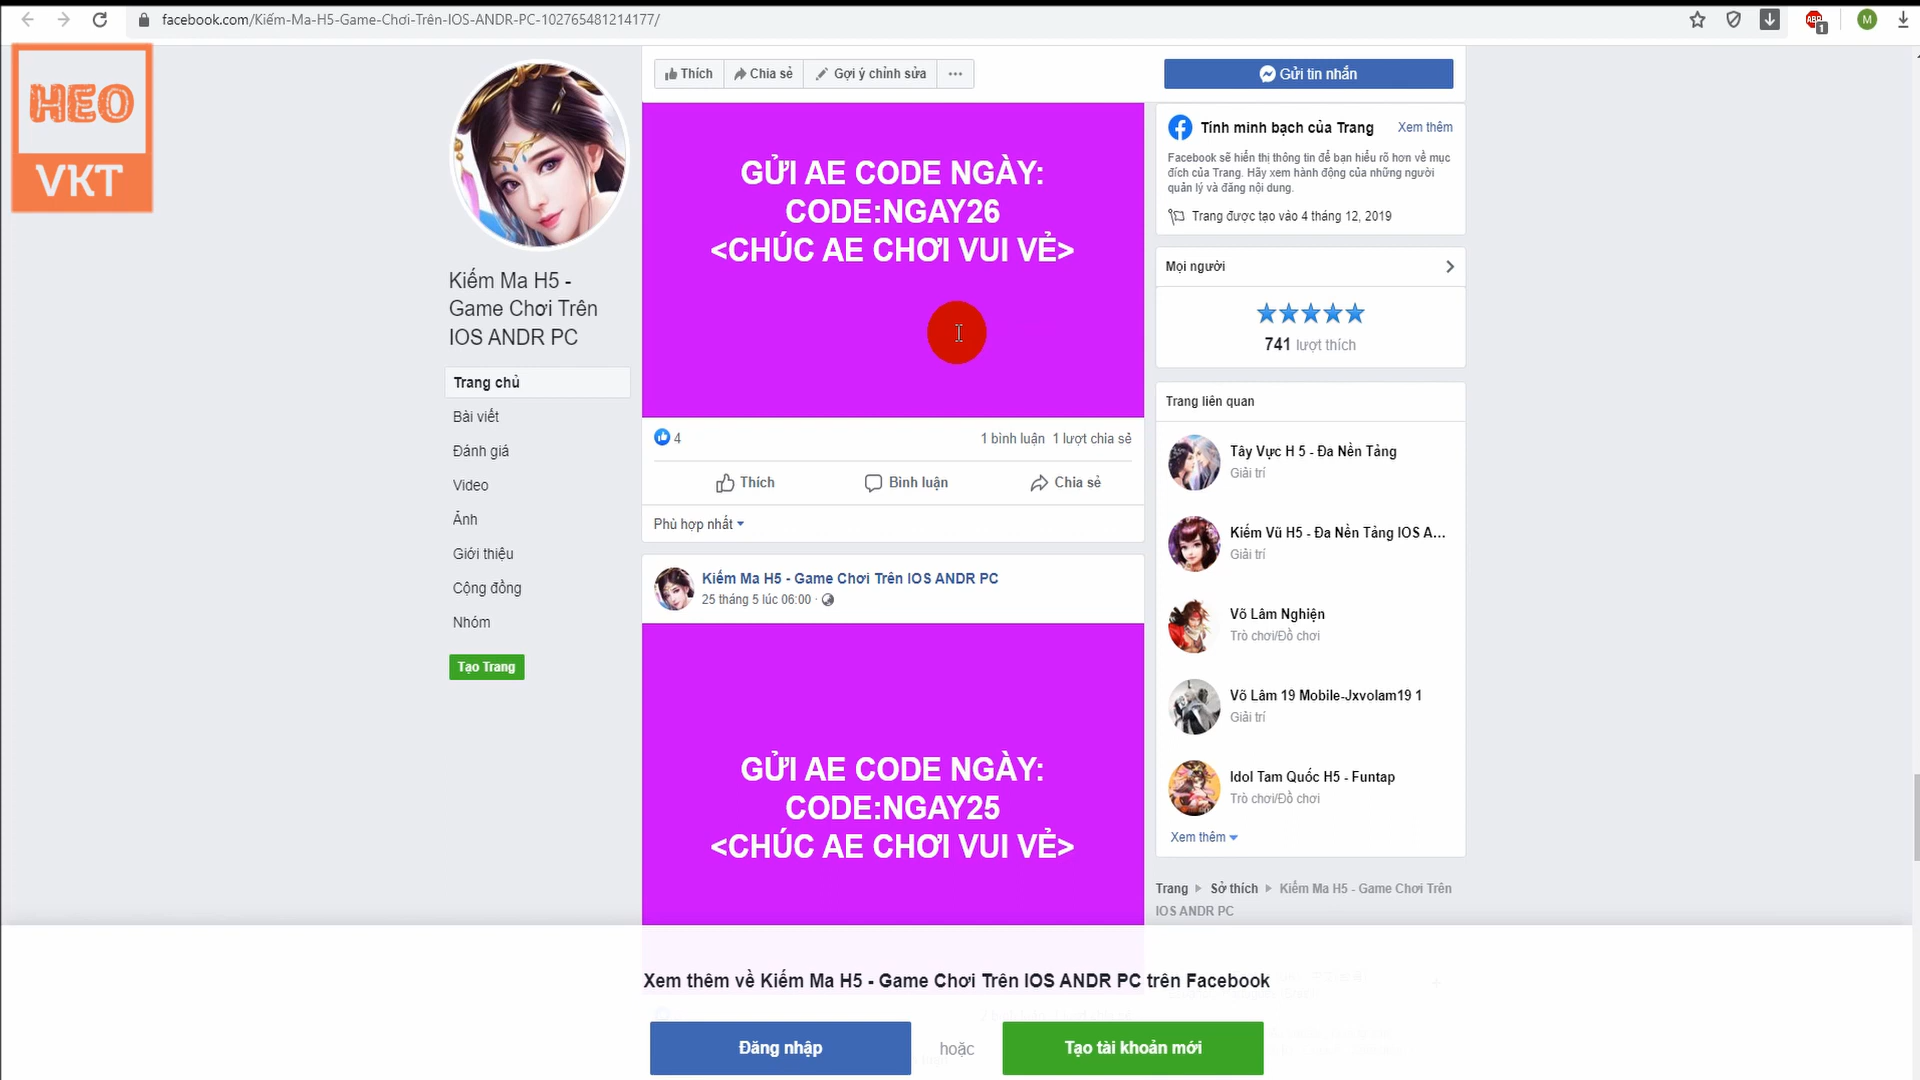 facebook.com/Kiếm-Ma-H5-Game-Chơi-Trên-IOS-ANDR-PC-102765481214177/
ABP
1
M
HEO
VKT
Kiếm Ma H5 -
Game Chơi Trên
IOS ANDR PC
Trang chủ
Bài viết
Đánh giá
Video
Ảnh
Giới thiệu
Cộng đồng
Nhóm
Tạo Trang
Thích
Chia sẻ
Gợi ý chỉnh sửa
Gửi tin nhắn
GỬI AE CODE NGÀY:
CODE:NGAY26
<CHÚC AE CHƠI VUI VẺ>
4
1 bình luận 1 lượt chia sẻ
Thích
Bình luận
Chia sẻ
Phù hợp nhất
Kiếm Ma H5 - Game Chơi Trên IOS ANDR PC
25 tháng 5 lúc 06:00 ·
GỬI AE CODE NGÀY:
CODE:NGAY25
<CHÚC AE CHƠI VUI VẺ>
Tính minh bạch của Trang
Xem thêm
Facebook sẽ hiển thị thông tin để bạn hiểu rõ hơn về mục
đích của Trang. Hãy xem hành động của những người
quản lý và đăng nội dung.
Trang được tạo vào 4 tháng 12, 2019
Mọi người
741 lượt thích
Trang liên quan
Tây Vực H 5 - Đa Nền Tảng
Giải trí
Kiếm Vũ H5 - Đa Nền Tảng IOS A...
Giải trí
Võ Lâm Nghiện
Trò chơi/Đồ chơi
Võ Lâm 19 Mobile-Jxvolam19 1
Giải trí
Idol Tam Quốc H5 - Funtap
Trò chơi/Đồ chơi
Xem thêm
Trang
Sở thích
Kiếm Ma H5 - Game Chơi Trên
IOS ANDR PC
Xem thêm về Kiếm Ma H5 - Game Chơi Trên IOS ANDR PC trên Facebook
Đăng nhập
hoặc
Tạo tài khoản mới